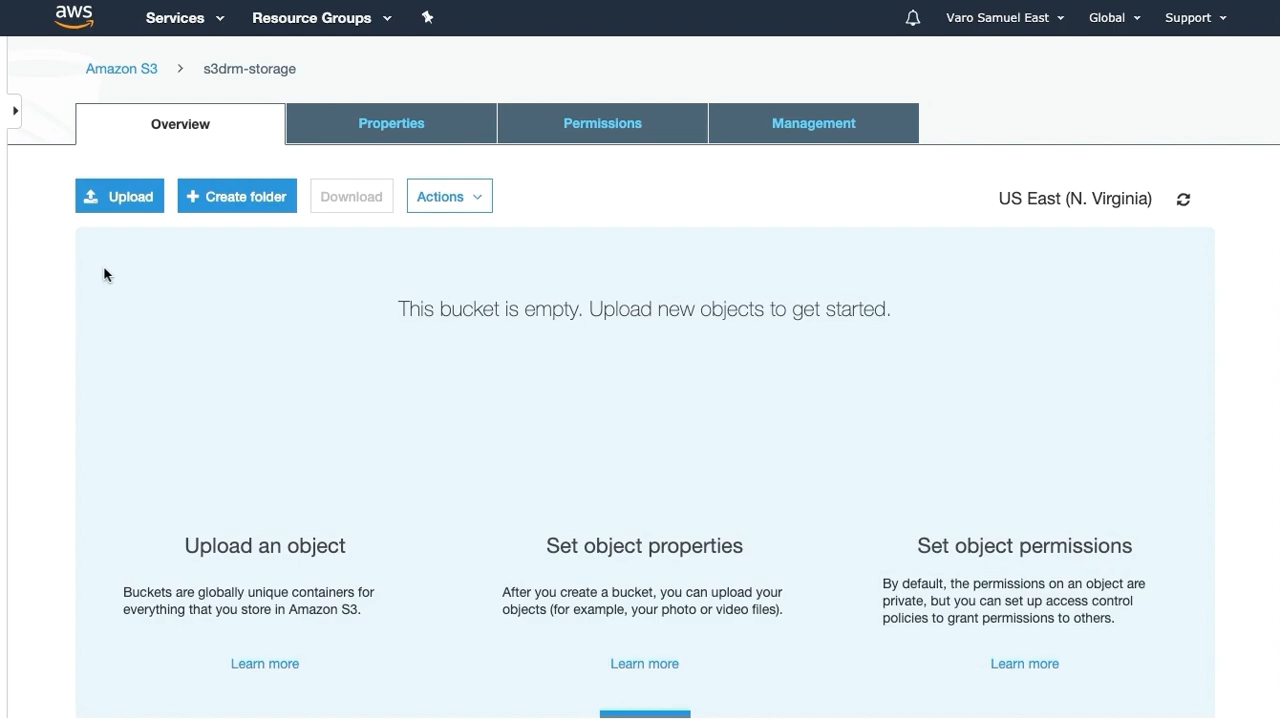 aws
Services
Resource Groups
Varo Samuel East
Global
Support
Amazon S3
s3drm-storage
Overview
Properties
Permissions
Management
Upload
Create folder
Download
Actions
US East (N. Virginia)
This bucket is empty. Upload new objects to get started.
Upload an object
Buckets are globally unique containers for
everything that you store in Amazon S3.
Learn more
Set object properties
After you create a bucket, you can upload your
objects (for example, your photo or video files).
Learn more
Set object permissions
By default, the permissions on an object are
private, but you can set up access control
policies to grant permissions to others.
Learn more